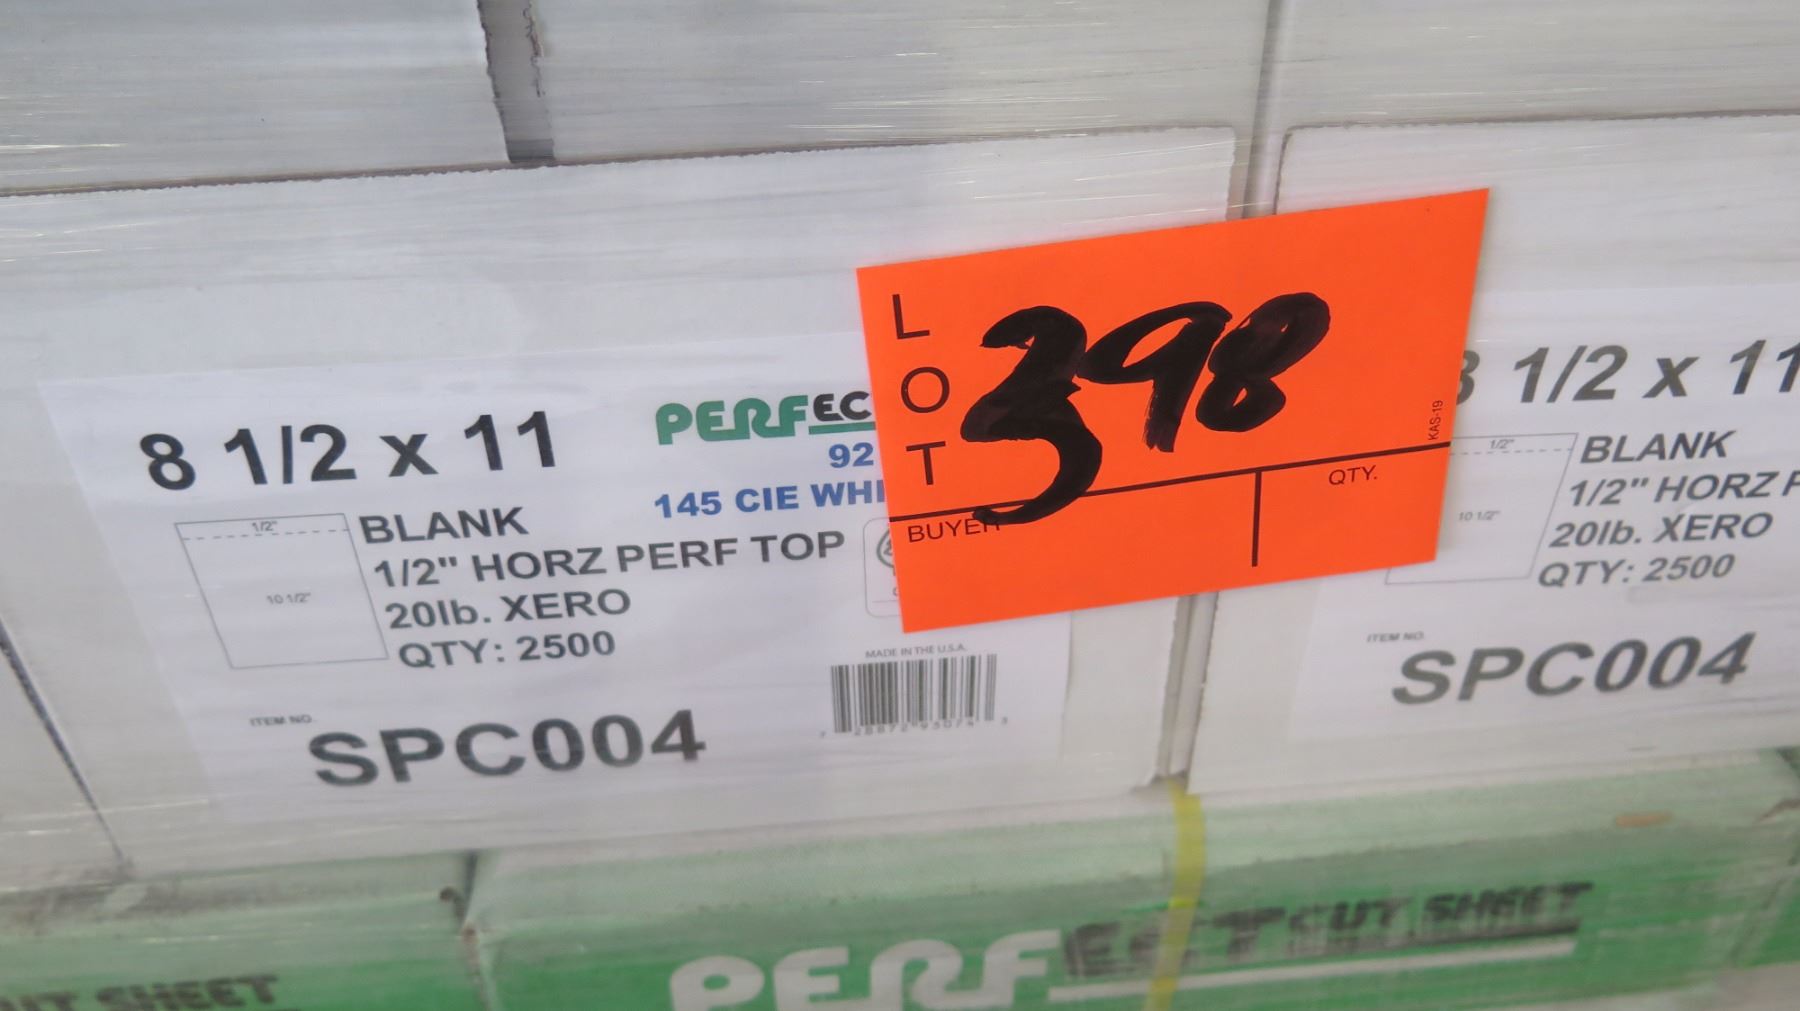 8 1/2 x 11
PERFEC
92
145 CIE WHI
1/2"
10 1/2"
BLANK
1/2" HORZ PERF TOP
20lb. XERO
QTY: 2500
MADE IN THE U.S.A.
ITEM NO.
SPC004
LOT
398
KAS-19
BUYER
QTY.
8 1/2 x 11
1/2"
10 1/2"
BLANK
1/2" HORZ P
20lb. XERO
QTY: 2500
ITEM NO.
SPC004
PERFECT CUT SHEET
UT SHEET